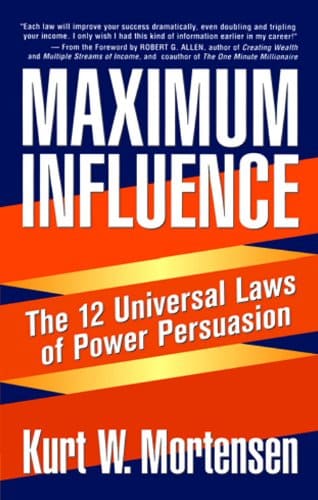 "Each law will improve your success dramatically, even doubling and tripling
your income. I only wish I had this kind of information earlier in my career!"
— From the Foreword by ROBERT G. ALLEN, author of Creating Wealth
and Multiple Streams of Income, and coautof of The One Minute Millionaire
MAXIMUM
INFLUENCE
The 12 Universal Laws
of Power Persuasion
Kurt W. Mortensen